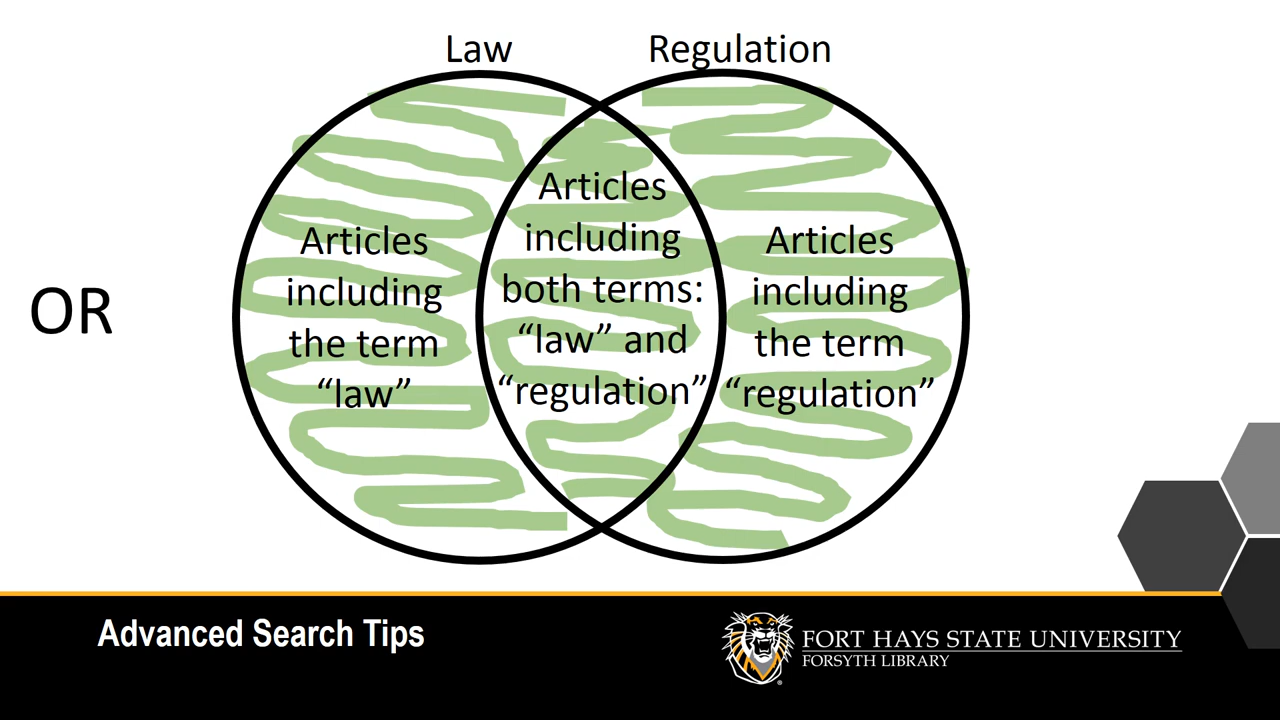 Law
Regulation
OR
Articles
including
the term
“law”
Articles
including
both terms:
“law” and
“regulation”
Articles
including
the term
“regulation”
Advanced Search Tips
FORT HAYS STATE UNIVERSITY
FORSYTH LIBRARY